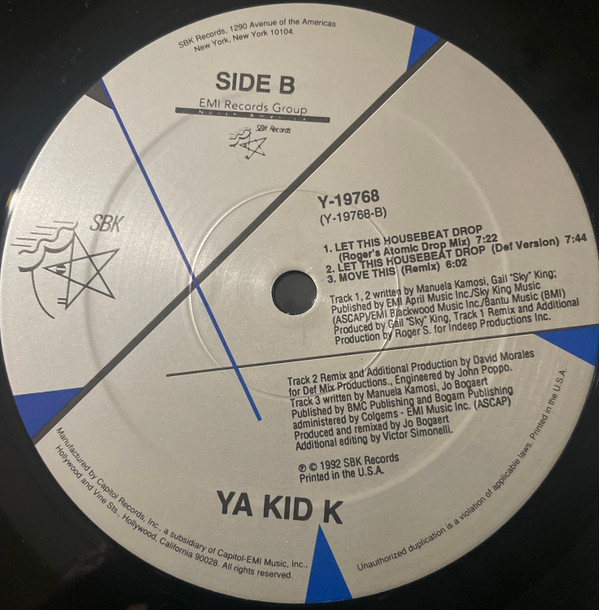 SBK Records, 1290 Avenue of the Americas
New York, New York 10104.
SIDE B
EMI Records Group
North America
SBK Records
SBK
Y-19768
(Y-19768-B)
1. LET THIS HOUSEBEAT DROP
(Roger's Atomic Drop Mix) 7:22
2. LET THIS HOUSEBEAT DROP (Def Version) 7:44
3. MOVE THIS (Remix) 6:02
Track 1, 2 written by Manuela Kamosi, Gail "Sky" King;
Published by EMI April Music Inc./Sky King Music
(ASCAP)/EMI Blackwood Music Inc./Bantu Music (BMI)
Produced by Gail "Sky" King, Track 1 Remix and Additional
Production by Roger S. for Indeep Productions Inc.
Track 2 Remix and Additional Production by David Morales
for Def Mix Productions., Engineered by John Poppo.
Track 3 written by Manuela Kamosi, Jo Bogaert
Published by BMC Publishing and Bogam Publishing
administered by Colgems - EMI Music Inc. (ASCAP)
Produced and remixed by Jo Bogaert
Additional editing by Victor Simonelli.
℗ © 1992 SBK Records
Printed in the U.S.A.
YA KID K
Manufactured by Capitol Records, Inc., a subsidiary of Capitol-EMI Music, Inc.,
Hollywood and Vine Sts., Hollywood, California 90028. All rights reserved.
Unauthorized duplication is a violation of applicable laws. Printed in the U.S.A.